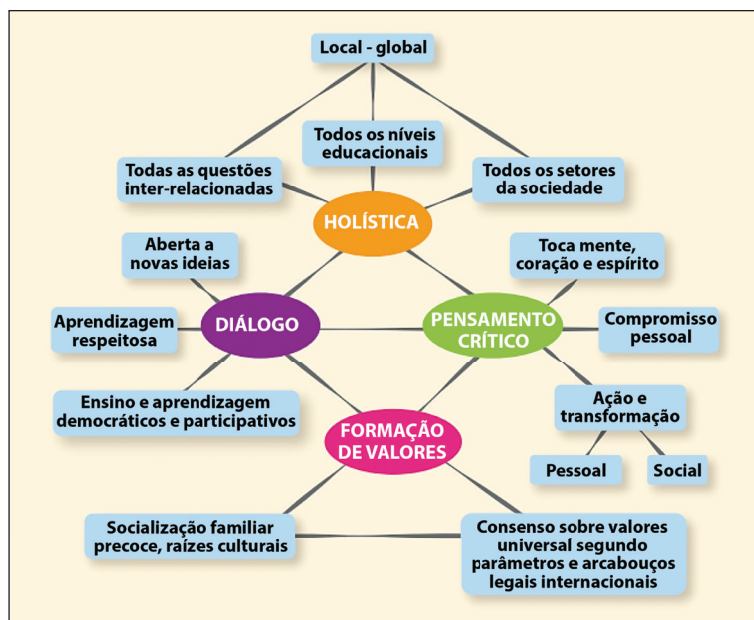 Local - global
Todos os níveis
educacionais
Todas as questões
inter-relacionadas
Todos os setores
da sociedade
HOLÍSTICA
Aberta a
novas ideias
Toca mente,
coração e espírito
Aprendizagem
respeitosa
DIÁLOGO
PENSAMENTO
CRÍTICO
Compromisso
pessoal
Ensino e aprendizagem
democráticos e participativos
Ação e
transformação
FORMAÇÃO
DE VALORES
Pessoal
Social
Socialização familiar
precoce, raízes culturais
Consenso sobre valores
universal segundo
parâmetros e arcabouços
legais internacionais